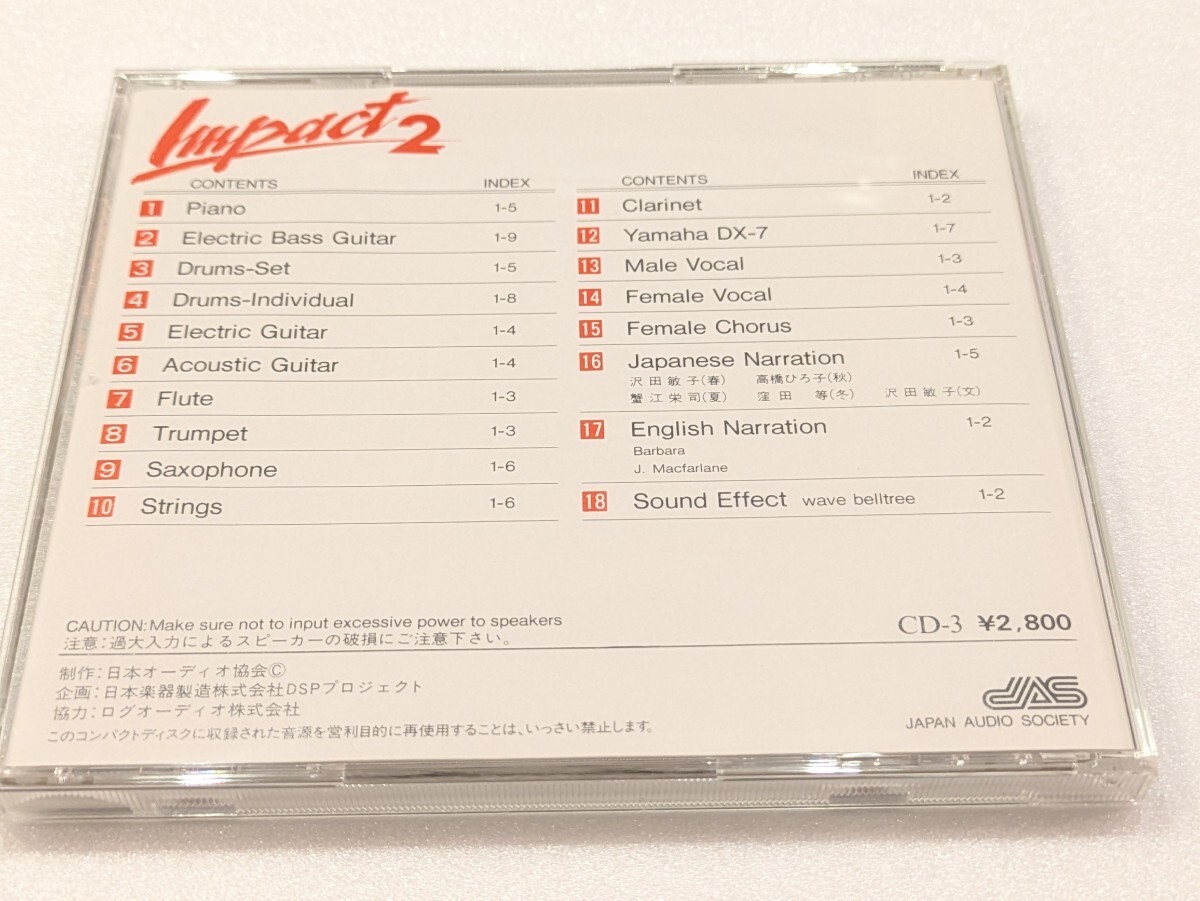 Impact 2
CONTENTS INDEX
1 Piano 1-5
2 Electric Bass Guitar 1-9
3 Drums-Set 1-5
4 Drums-Individual 1-8
5 Electric Guitar 1-4
6 Acoustic Guitar 1-4
7 Flute 1-3
8 Trumpet 1-3
9 Saxophone 1-6
10 Strings 1-6
CONTENTS INDEX
11 Clarinet 1-2
12 Yamaha DX-7 1-7
13 Male Vocal 1-3
14 Female Vocal 1-4
15 Female Chorus 1-3
16 Japanese Narration 1-5
沢田敏子(春) 高橋ひろ子(秋)
蟹江栄司(夏) 窪田 等(冬) 沢田敏子(文)
17 English Narration 1-2
Barbara
J. Macfarlane
18 Sound Effect wave belltree 1-2
CAUTION: Make sure not to input excessive power to speakers
注意：過大入力によるスピーカーの破損にご注意下さい。
CD-3 ¥2,800
制作：日本オーディオ協会Ⓒ
企画：日本楽器製造株式会社DSPプロジェクト
協力：ログオーディオ株式会社
このコンパクトディスクに収録された音源を営利目的に再使用することは、いっさい禁止します。
JAS
JAPAN AUDIO SOCIETY